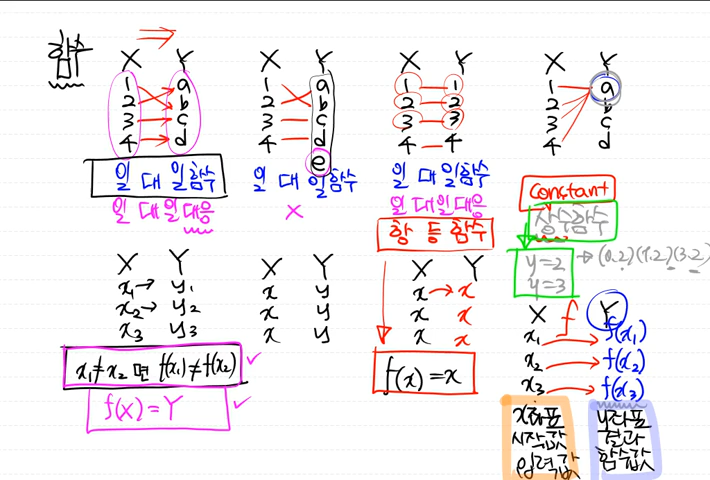 함수
X Y
1 a
2 b
3 c
4 d
일 대 일함수
일 대 일 대응
X Y
1 a
2 b
3 c
4 d
e
일 대 일함수
X
X Y
1 1
2 2
3 3
4 4
일 대 일함수
일 대 일 대응
항 등 함수
X Y
1 a
2 b
3 c
4 d
constant
상수함수
y=2 → (0,2)(1,2)(3,2)
y=3
X Y
x₁ → y₁
x₂ → y₂
x₃ y₃
x₁≠x₂ 면 f(x₁)≠f(x₂)
f(X)=Y
X Y
x y
x y
x y
X Y
x → x
x x
x x
f(x)=x
X f Y
x₁ → f(x₁)
x₂ → f(x₂)
x₃ → f(x₃)
x좌표
시작값
입력값
y좌표
결과
함수값